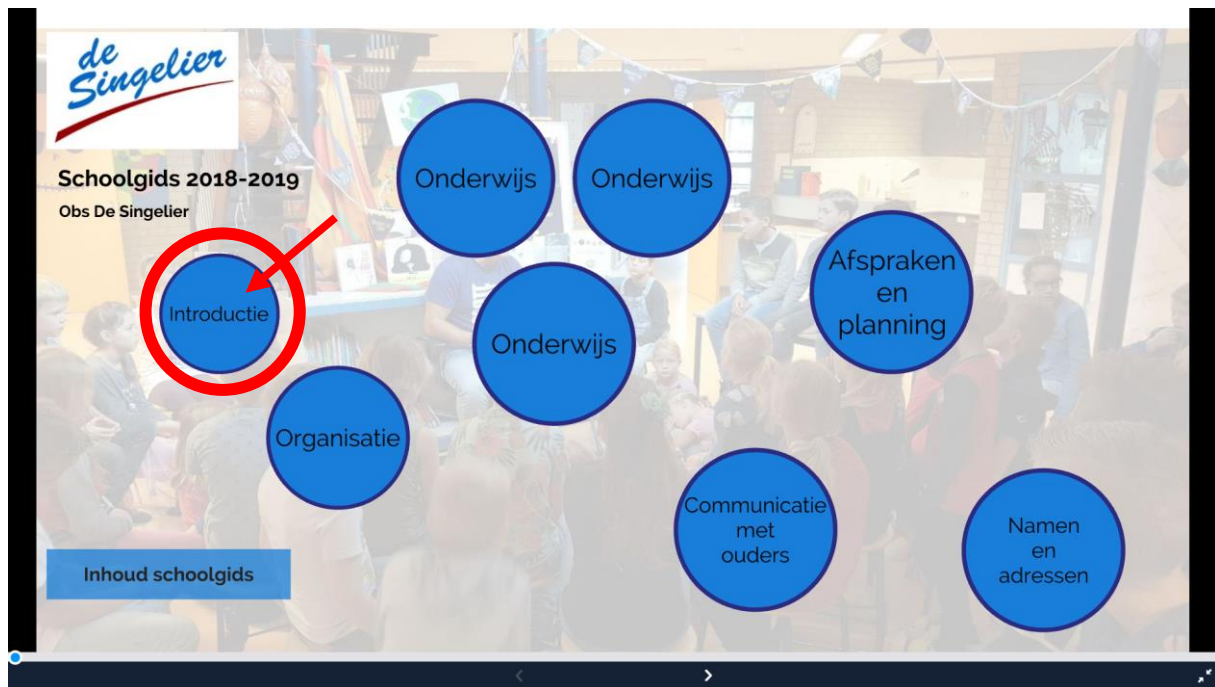 de
Singelier
Schoolgids 2018-2019
Obs De Singelier
Onderwijs
Onderwijs
Introductie
Onderwijs
Afspraken
en
planning
Organisatie
Communicatie
met
ouders
Namen
en
adressen
Inhoud schoolgids